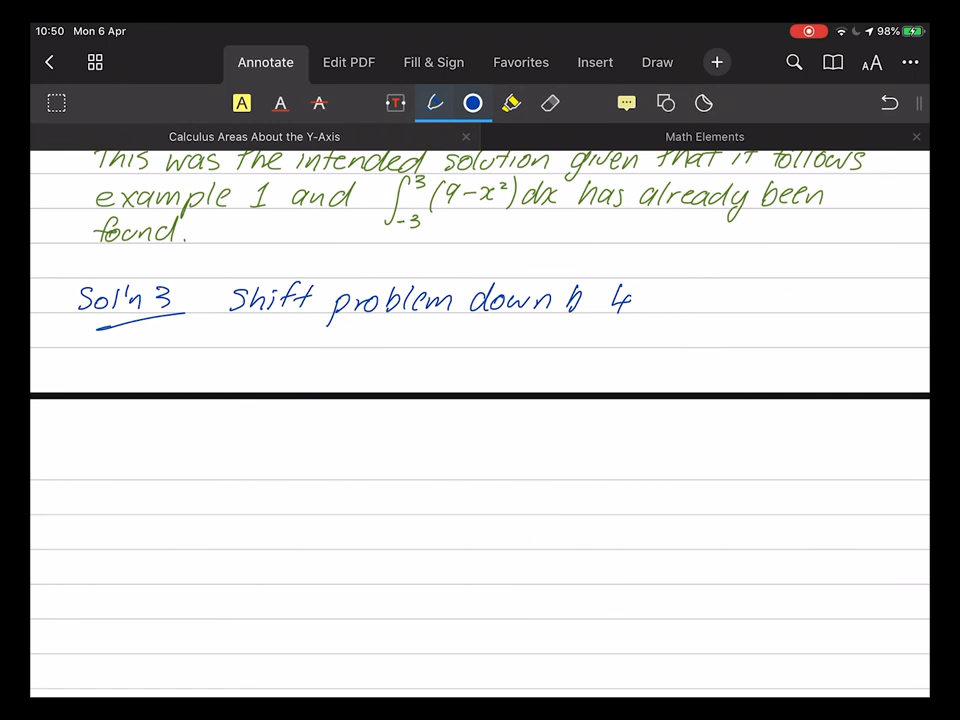 10:50 Mon 6 Apr 98%
Annotate Edit PDF Fill & Sign Favorites Insert Draw + AA
A A A T
Calculus Areas About the Y-Axis × Math Elements ×
This was the intended solution given that it follows
example 1 and ∫₋₃³ (9-x²)dx has already been
found.
Sol'n 3 Shift problem down b 4